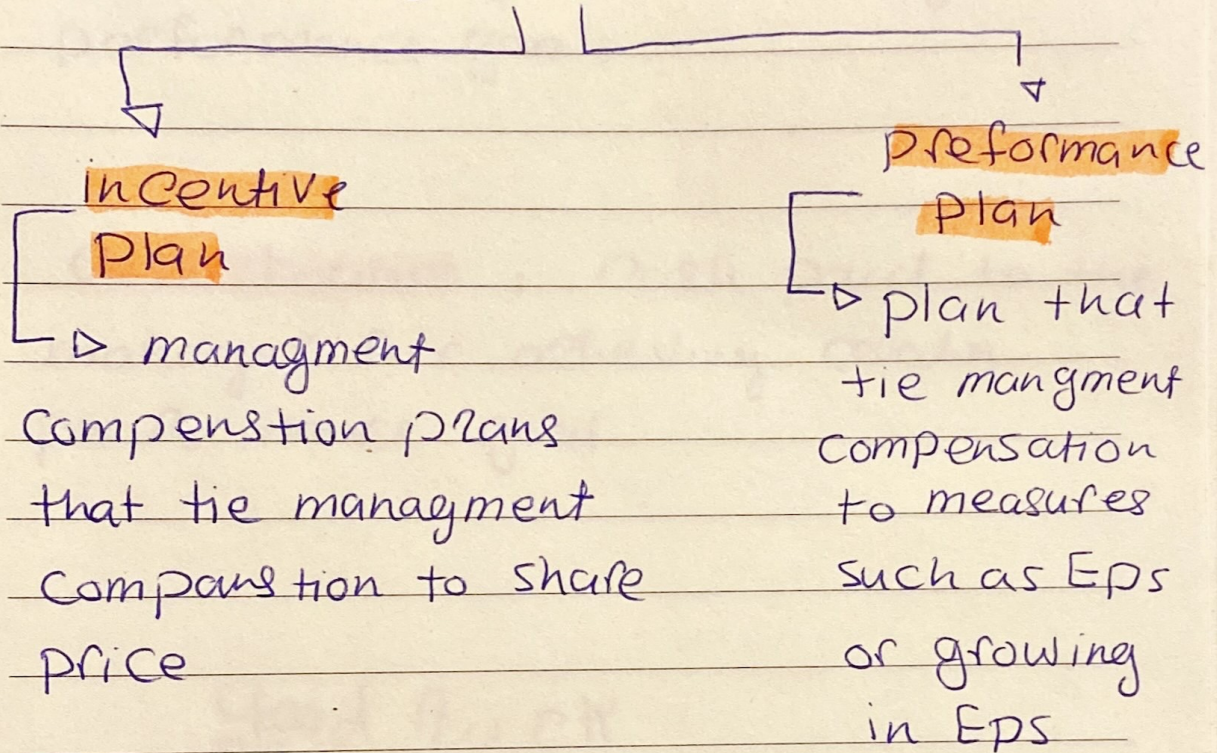 incentive
Plan
managment
Compenstion plans
that tie managment
Companstion to share
price
Preformance
Plan
plan that
tie mangment
compensation
to measures
such as Eps
or growing
in Eps